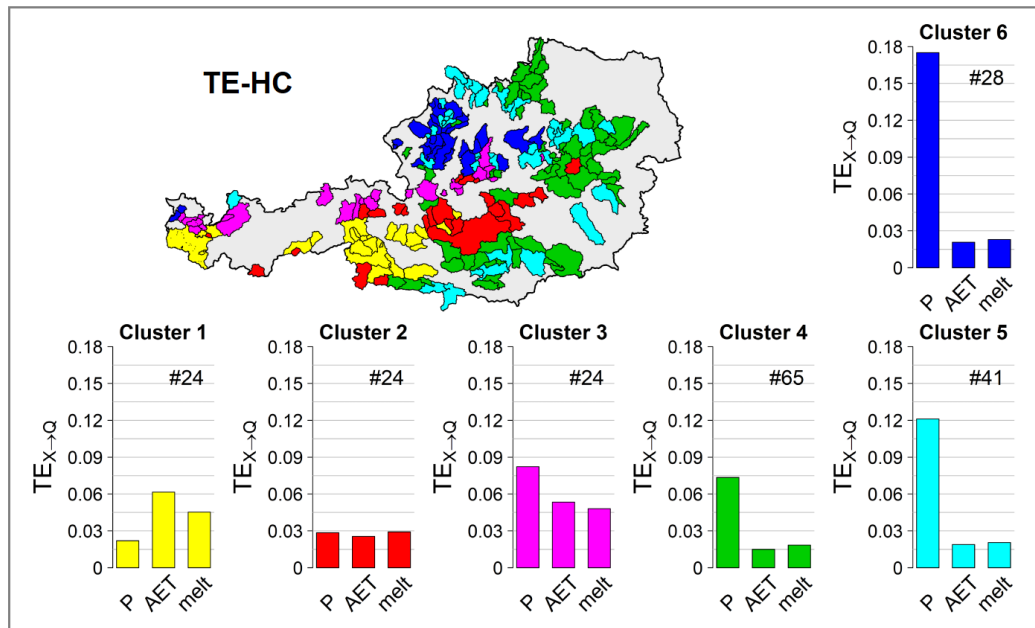 TE-HC
Cluster 6
#28
TEX→Q
0.18
0.15
0.12
0.09
0.06
0.03
0
P
AET
melt
Cluster 1
#24
TEX→Q
0.18
0.15
0.12
0.09
0.06
0.03
0
P
AET
melt
Cluster 2
#24
TEX→Q
0.18
0.15
0.12
0.09
0.06
0.03
0
P
AET
melt
Cluster 3
#24
TEX→Q
0.18
0.15
0.12
0.09
0.06
0.03
0
P
AET
melt
Cluster 4
#65
TEX→Q
0.18
0.15
0.12
0.09
0.06
0.03
0
P
AET
melt
Cluster 5
#41
TEX→Q
0.18
0.15
0.12
0.09
0.06
0.03
0
P
AET
melt